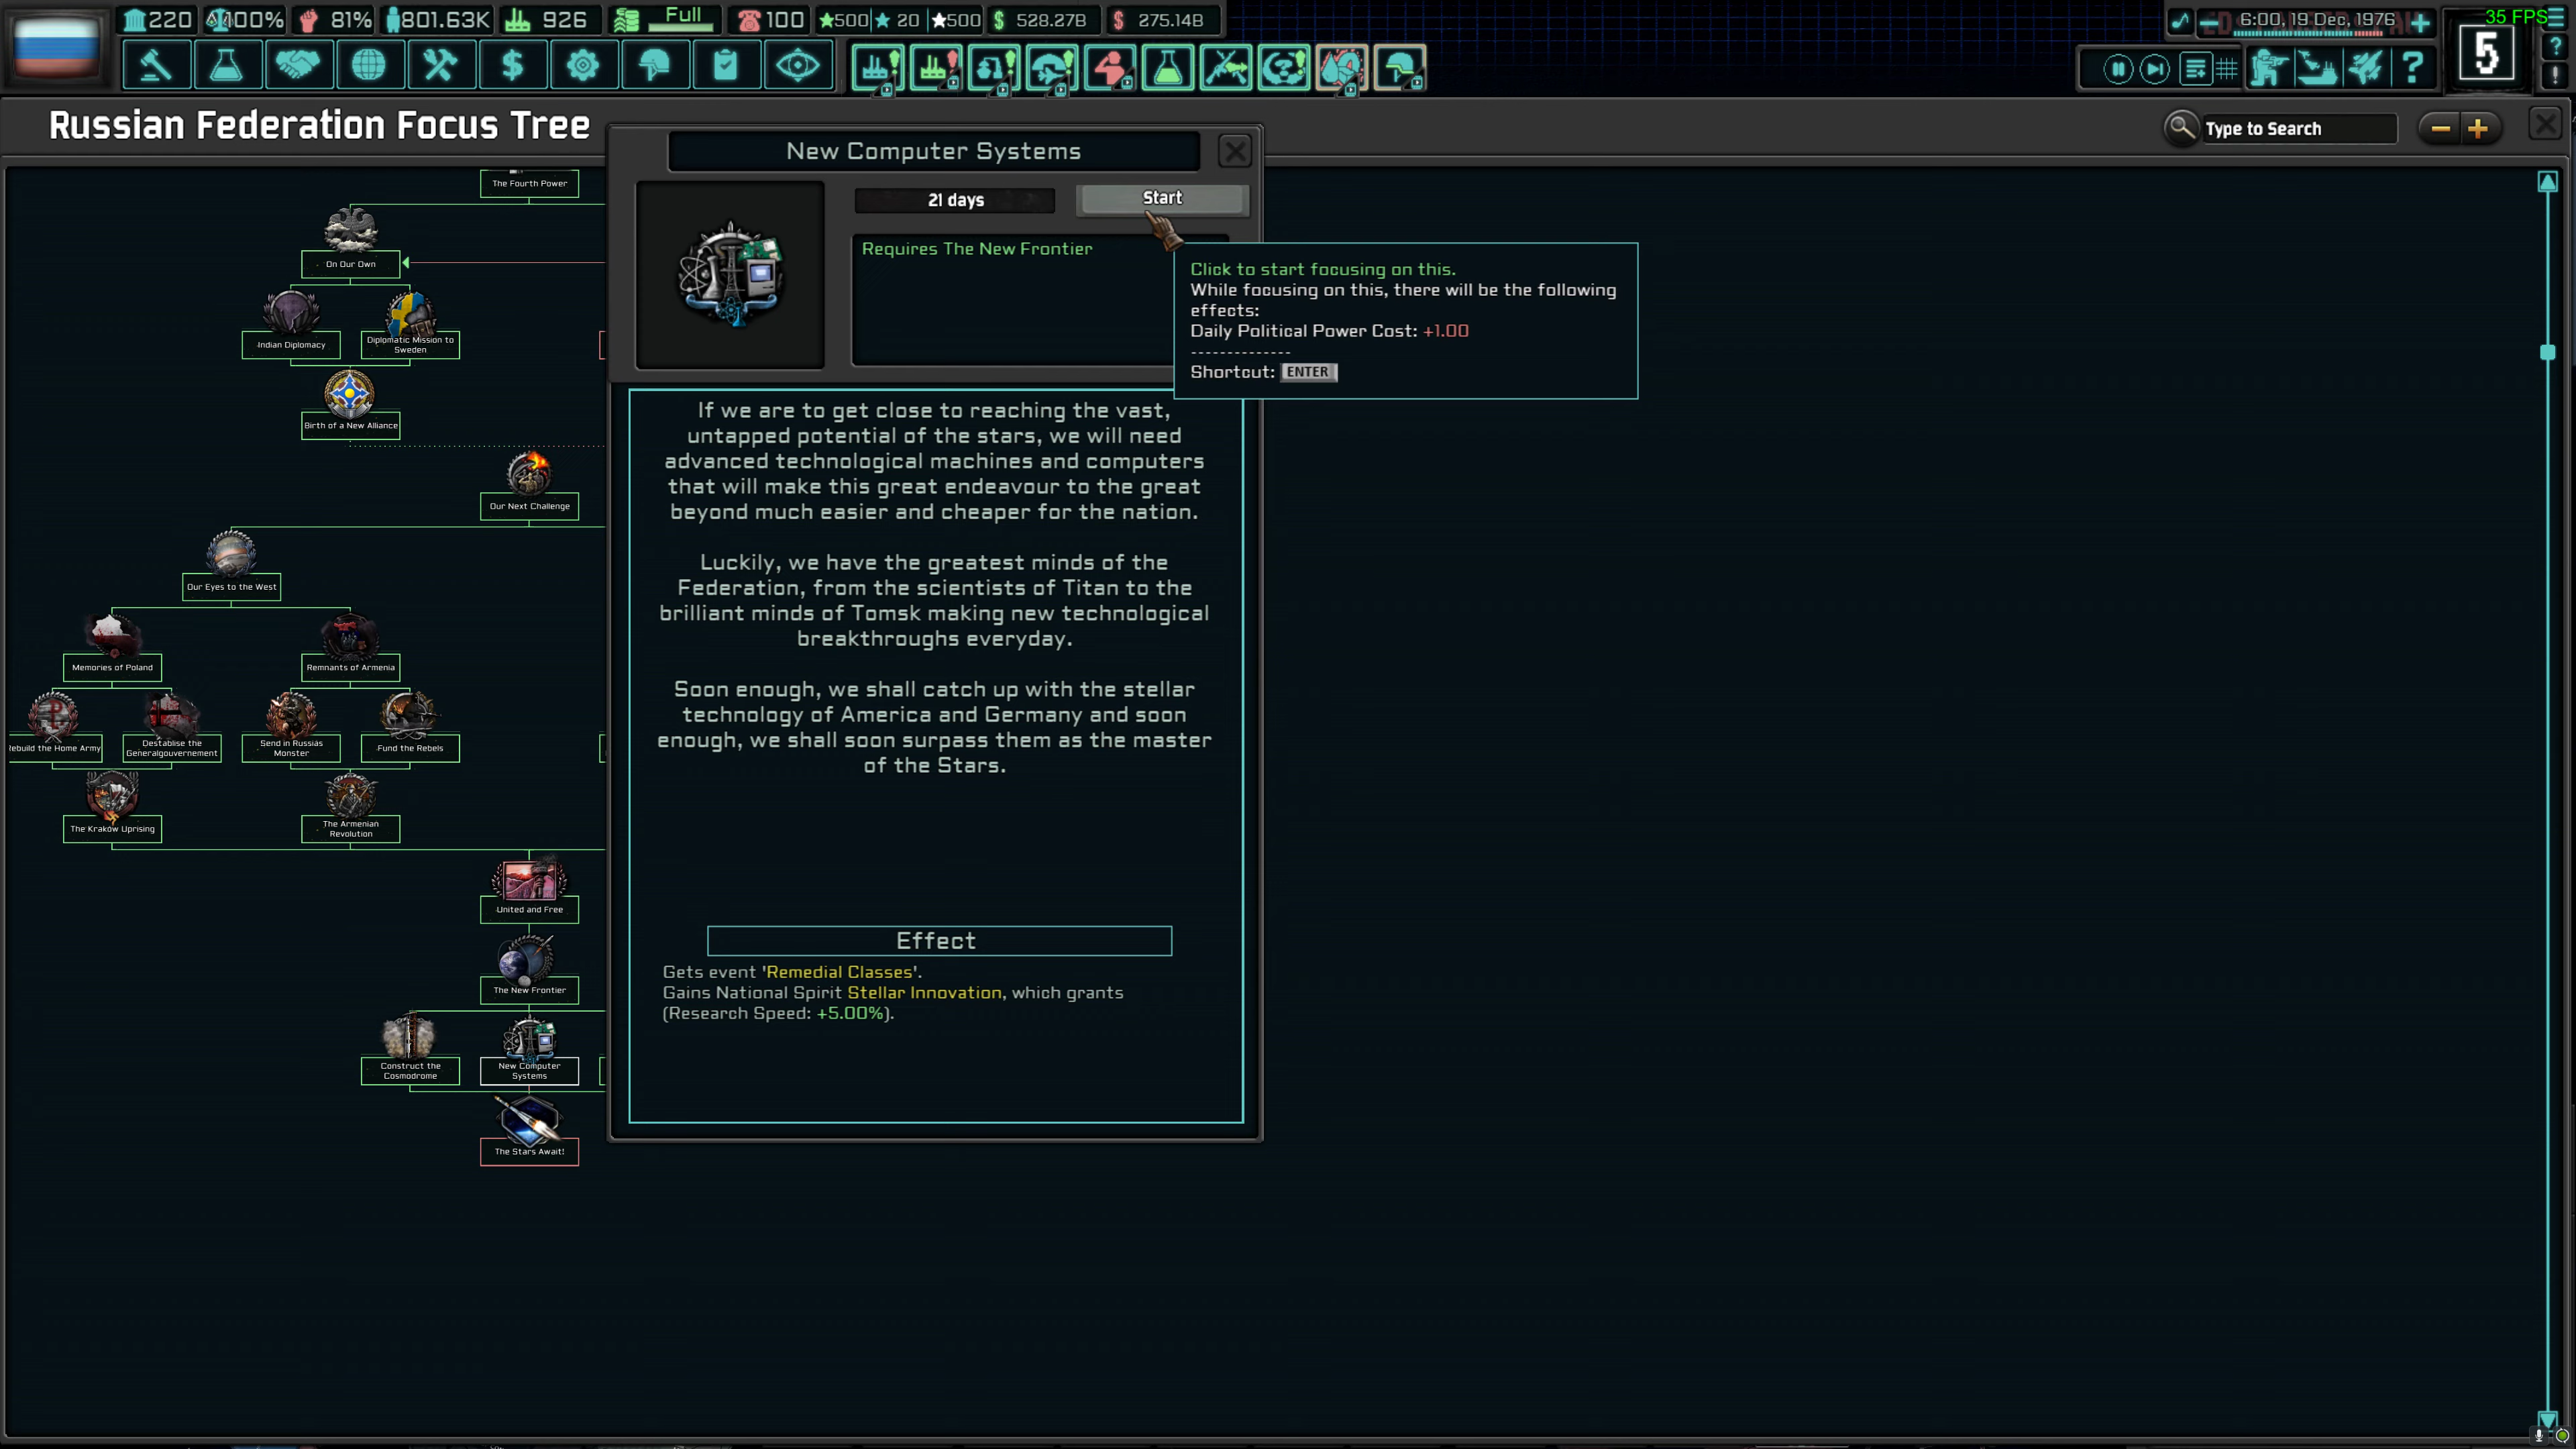 220
100%
81%
801.63K
926
Full
100
500
20
500
$ 528.27B
$ 275.14B
6:00, 19 Dec, 1976
35 FPS
5
Russian Federation Focus Tree
Type to Search
New Computer Systems
21 days
Start
Requires The New Frontier
Click to start focusing on this.
While focusing on this, there will be the following
effects:
Daily Political Power Cost: +1.00
--------------
Shortcut: ENTER
If we are to get close to reaching the vast,
untapped potential of the stars, we will need
advanced technological machines and computers
that will make this great endeavour to the great
beyond much easier and cheaper for the nation.
Luckily, we have the greatest minds of the
Federation, from the scientists of Titan to the
brilliant minds of Tomsk making new technological
breakthroughs everyday.
Soon enough, we shall catch up with the stellar
technology of America and Germany and soon
enough, we shall soon surpass them as the master
of the Stars.
Effect
Gets event 'Remedial Classes'.
Gains National Spirit Stellar Innovation, which grants
(Research Speed: +5.00%).
The Fourth Power
On Our Own
Indian Diplomacy
Diplomatic Mission to
Sweden
Birth of a New Alliance
Our Next Challenge
Our Eyes to the West
Memories of Poland
Remnants of Armenia
Rebuild the Home Army
Destablise the
Generalgouvernement
Send in Russias
Monster
Fund the Rebels
The Kraków Uprising
The Armenian
Revolution
United and Free
The New Frontier
Construct the
Cosmodrome
New Computer
Systems
The Stars Await!